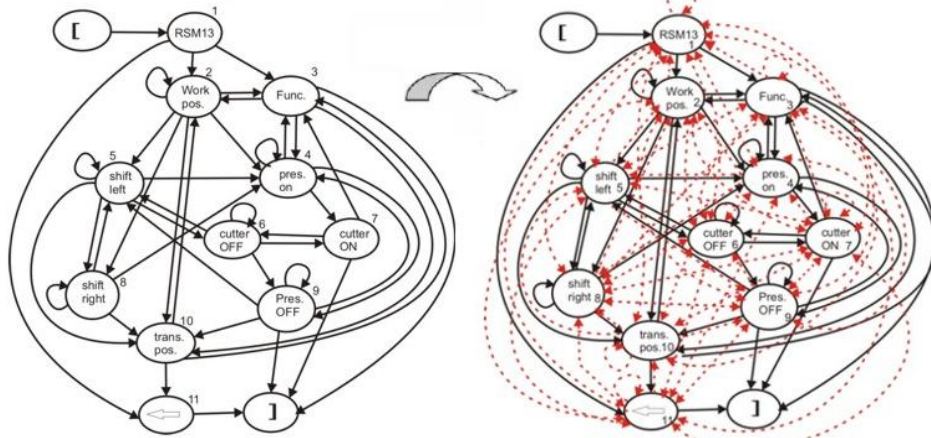 [
1
RSM13
2
Work
pos.
3
Func.
4
pres.
on
5
shift
left
6
cutter
OFF
7
cutter
ON
8
shift
right
9
Pres.
OFF
10
trans.
pos.
11
]
[
RSM13
1
Work
pos. 2
Func.
3
pres.
on 4
shift
left 5
cutter
OFF 6
cutter
ON 7
shift
right 8
Pres.
OFF
9
trans.
pos.10
11
]